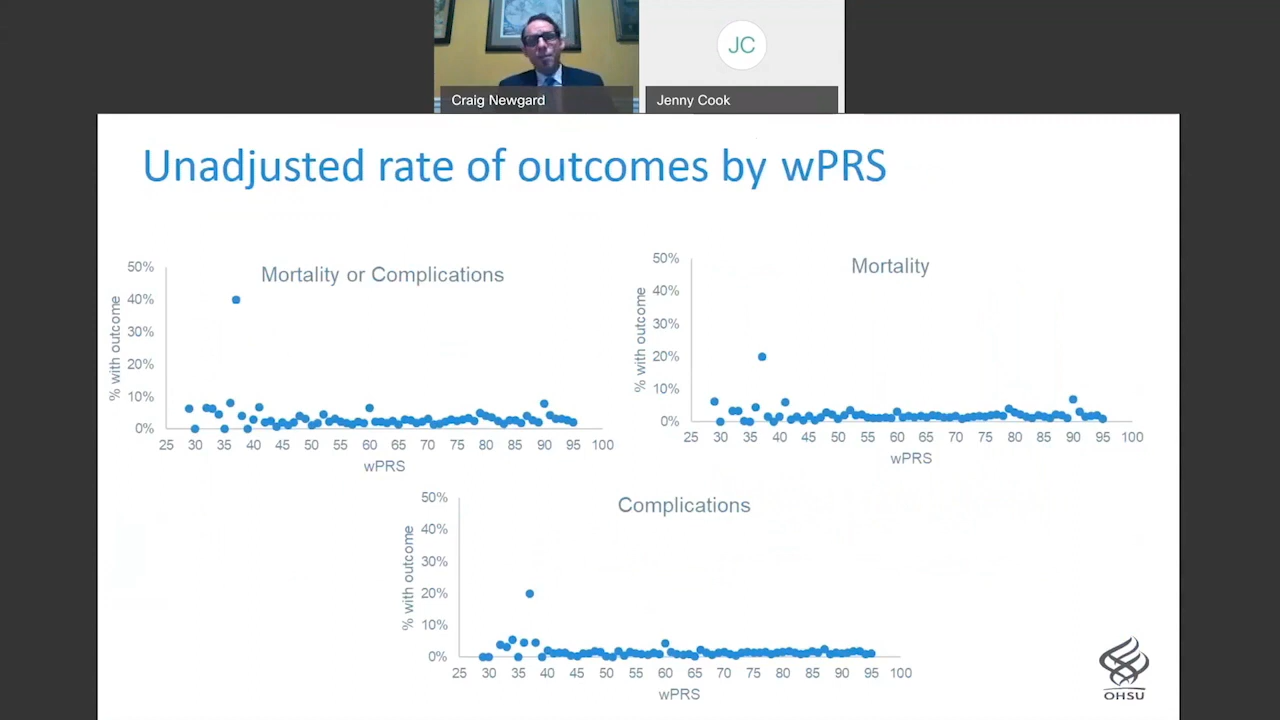 Craig Newgard
JC
Jenny Cook
Unadjusted rate of outcomes by wPRS
Mortality or Complications
% with outcome
50%
40%
30%
20%
10%
0%
25 30 35 40 45 50 55 60 65 70 75 80 85 90 95 100
wPRS
Mortality
% with outcome
50%
40%
30%
20%
10%
0%
25 30 35 40 45 50 55 60 65 70 75 80 85 90 95 100
wPRS
Complications
% with outcome
50%
40%
30%
20%
10%
0%
25 30 35 40 45 50 55 60 65 70 75 80 85 90 95 100
wPRS
OHSU